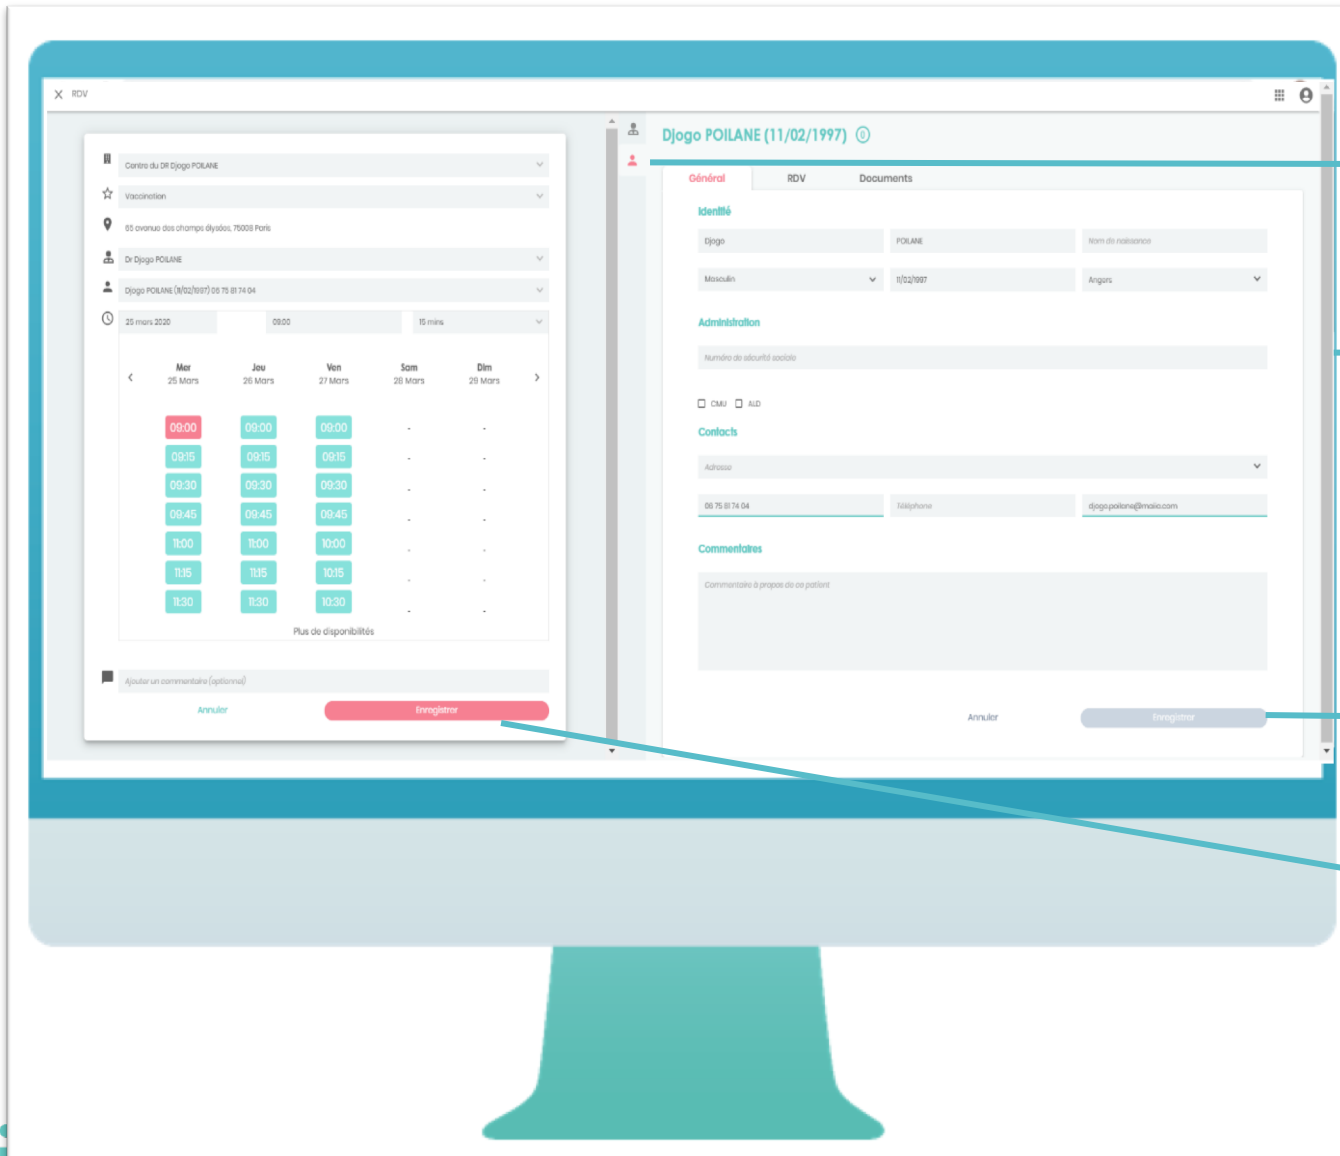 X RDV
Centre du DR Djogo POILANE
Vaccination
66 avenue des champs élysées, 75008 Paris
Dr Djogo POILANE
Djogo POILANE (11/02/1997) 06 75 81 74 04
25 mars 2020 09:00 15 mins
Mer Jeu Ven Sam Dim
25 Mars 26 Mars 27 Mars 28 Mars 29 Mars
09:00 09:00 09:00 - -
09:15 09:15 09:15 - -
09:30 09:30 09:30 - -
09:45 09:45 09:45 - -
11:00 11:00 10:00 - -
11:15 11:15 10:15 - -
11:30 11:30 10:30 - -
Plus de disponibilités
Ajouter un commentaire (optionnel)
Annuler Enregistrer
Djogo POILANE (11/02/1997)
Général RDV Documents
Identité
Djogo POILANE Nom de naissance
Masculin 11/02/1997 Angers
Administration
Numéro de sécurité sociale
CMU ALD
Contacts
Adresse
06 75 81 74 04 Téléphone djogo.poilane@maiia.com
Commentaires
Commentaire à propos de ce patient
Annuler Enregistrer